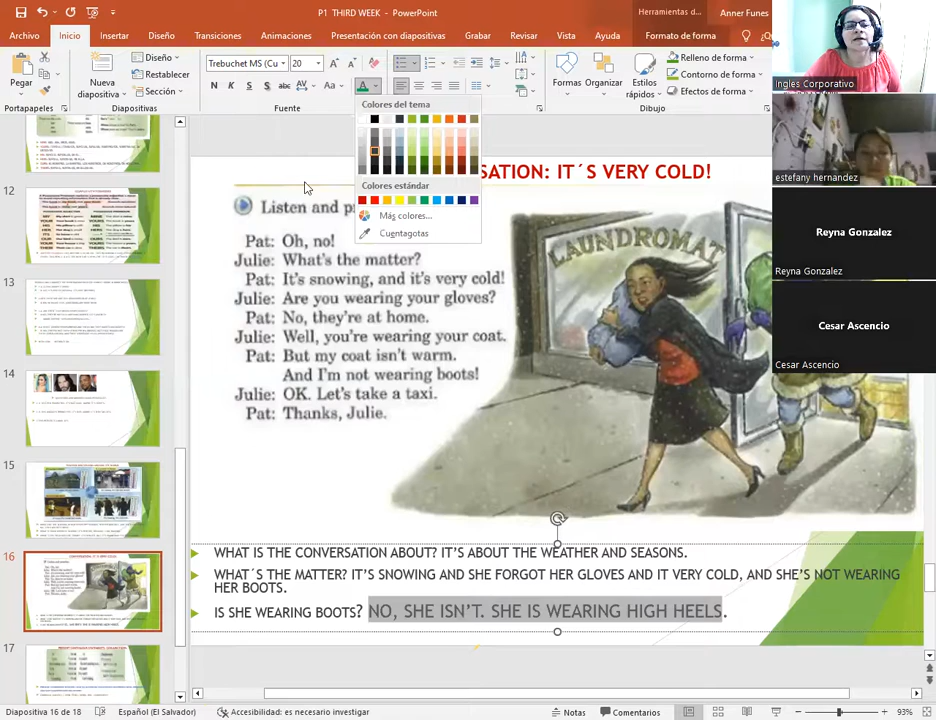 P1 THIRD WEEK - PowerPoint
Herramientas d...
Anner Funes
Archivo Inicio Insertar Diseño Transiciones Animaciones Presentación con diapositivas Grabar Revisar Vista Ayuda Formato de forma
Pegar
Nueva diapositiva
Diseño
Restablecer
Sección
Trebuchet MS (Cu
20
N K S S abc AV Aa
Formas Organizar Estilos rápidos
Relleno de forma
Contorno de forma
Efectos de forma
Portapapeles
Diapositivas
Fuente
Dibujo
Colores del tema
Colores estándar
Más colores...
Cuentagotas
Ingles Corporativo
estefany hernandez
Reyna Gonzalez
Reyna Gonzalez
Cesar Ascencio
Cesar Ascencio
12
13
14
15
16
17
SATION: IT´S VERY COLD!
Listen and p
Pat: Oh, no!
Julie: What's the matter?
Pat: It's snowing, and it's very cold!
Julie: Are you wearing your gloves?
Pat: No, they're at home.
Julie: Well, you're wearing your coat.
Pat: But my coat isn't warm.
And I'm not wearing boots!
Julie: OK. Let's take a taxi.
Pat: Thanks, Julie.
LAUNDROMAT
WHAT IS THE CONVERSATION ABOUT? IT'S ABOUT THE WEATHER AND SEASONS.
WHAT´S THE MATTER? IT'S SNOWING AND SHE FORGOT HER GLOVES AND IT VERY COLD, AND SHE'S NOT WEARING
HER BOOTS.
IS SHE WEARING BOOTS? NO, SHE ISN'T. SHE IS WEARING HIGH HEELS.
Diapositiva 16 de 18
Español (El Salvador)
Accesibilidad: es necesario investigar
Notas
Comentarios
93%